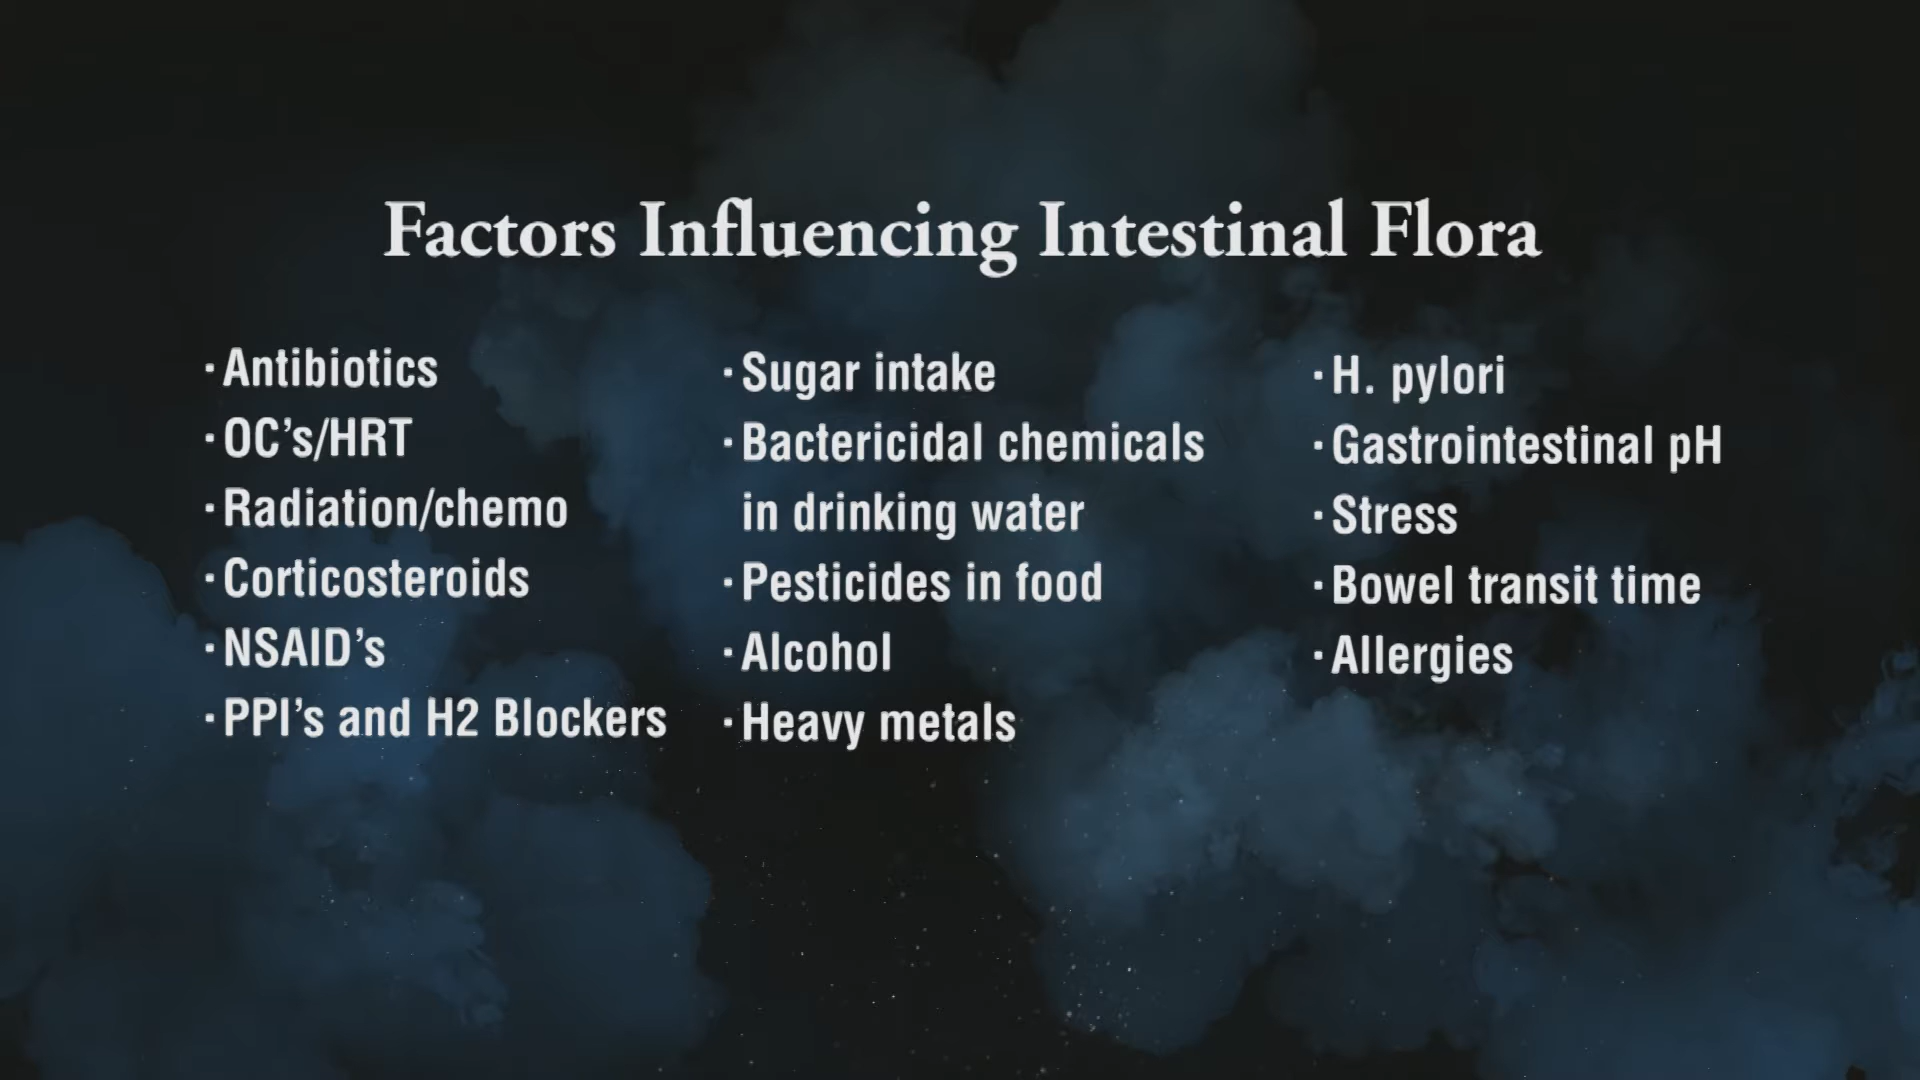 Factors Influencing Intestinal Flora
· Antibiotics
· OC’s/HRT
· Radiation/chemo
· Corticosteroids
· NSAID’s
· PPI’s and H2 Blockers
· Sugar intake
· Bactericidal chemicals
in drinking water
· Pesticides in food
· Alcohol
· Heavy metals
· H. pylori
· Gastrointestinal pH
· Stress
· Bowel transit time
· Allergies